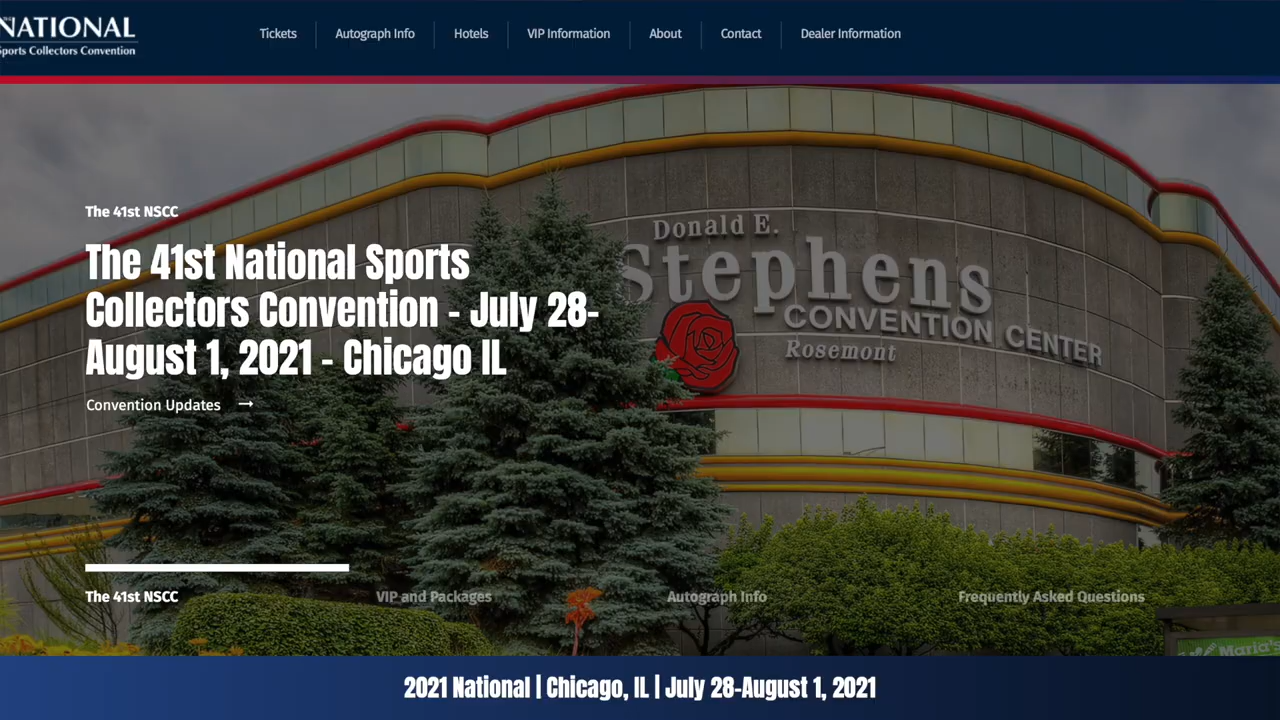 NATIONAL
Sports Collectors Convention
Tickets
Autograph Info
Hotels
VIP Information
About
Contact
Dealer Information
The 41st NSCC
The 41st National Sports
Collectors Convention - July 28-
August 1, 2021 - Chicago IL
Convention Updates
Donald E.
Stephens
CONVENTION CENTER
Rosemont
The 41st NSCC
VIP and Packages
Autograph Info
Frequently Asked Questions
Maria's
2021 National | Chicago, IL | July 28-August 1, 2021